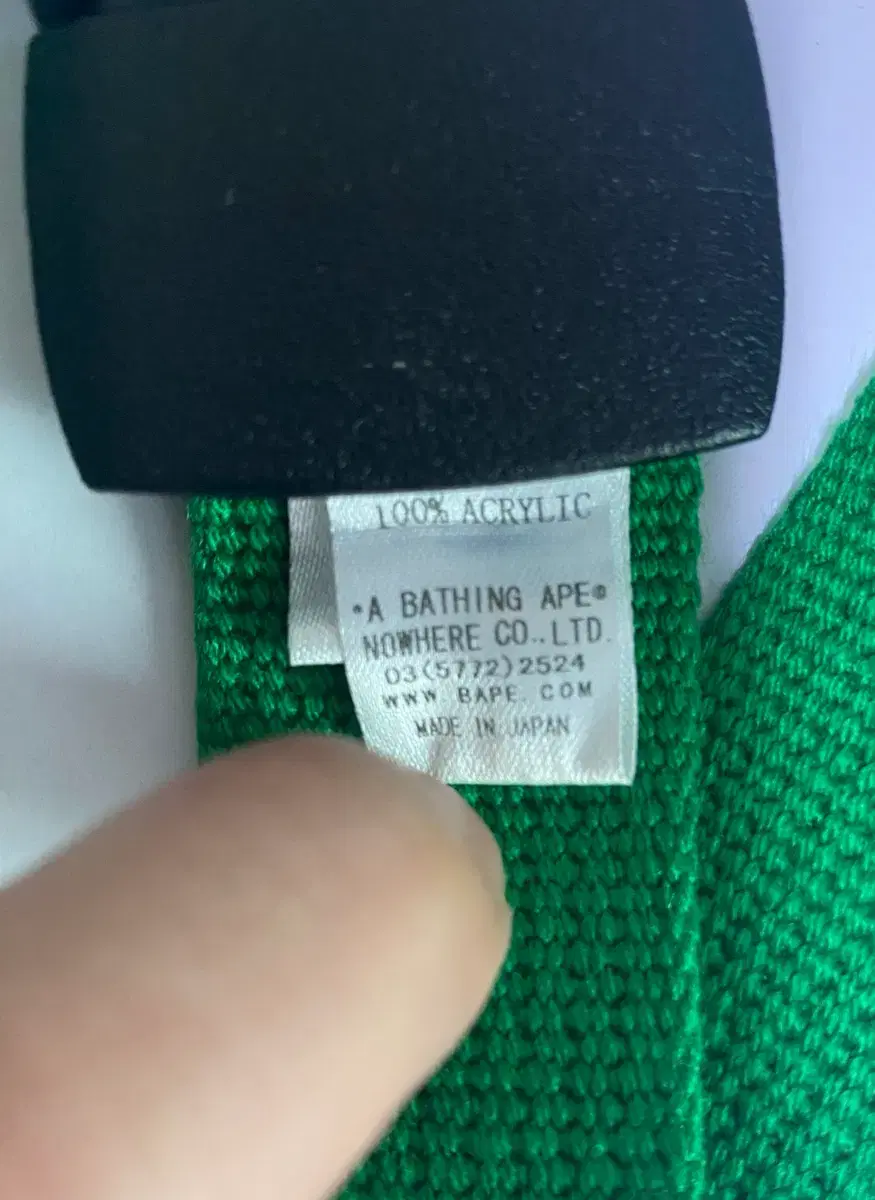 100% ACRYLIC
•A BATHING APE®
NOWHERE CO.,LTD.
03(5772)2524
WWW BAPE. COM
MADE IN JAPAN